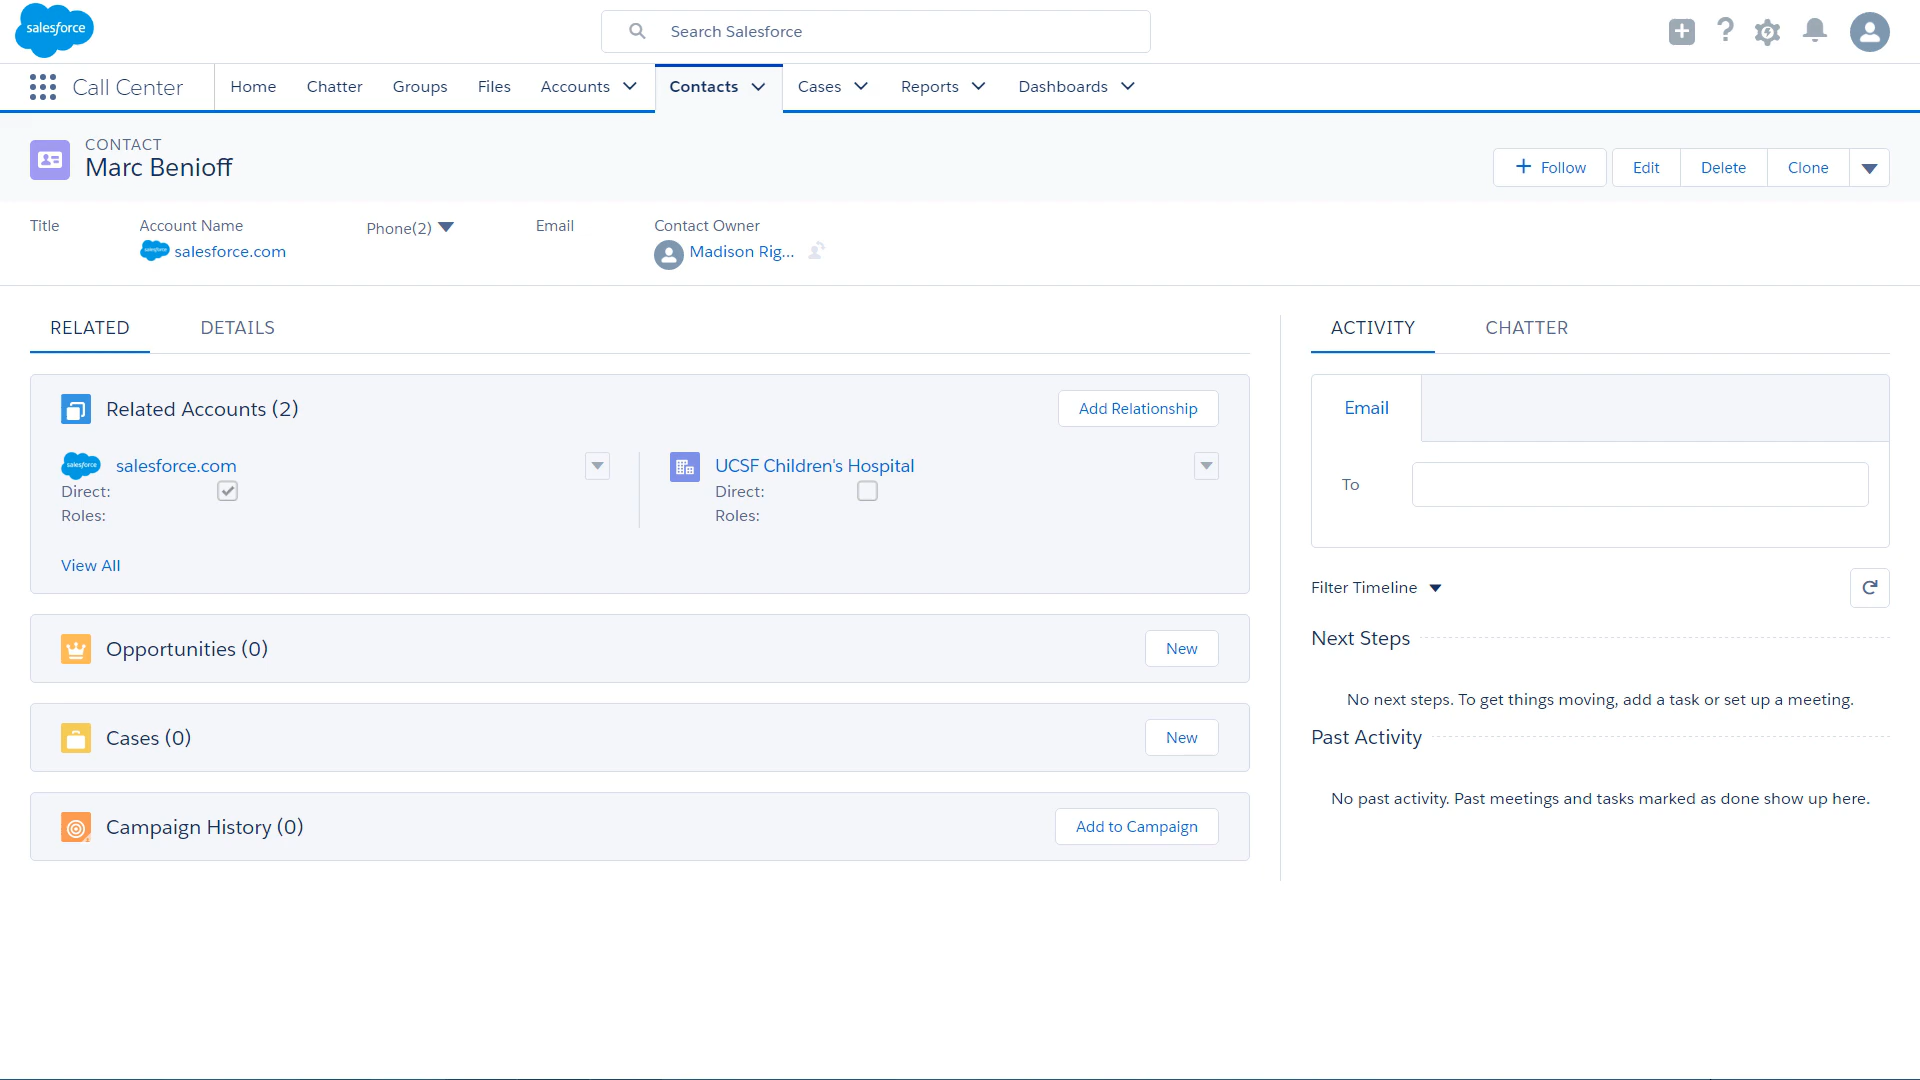 salesforce
Search Salesforce
Call Center
Home
Chatter
Groups
Files
Accounts
Contacts
Cases
Reports
Dashboards
CONTACT
Marc Benioff
Follow
Edit
Delete
Clone
Title
Account Name
Phone(2)
Email
Contact Owner
salesforce salesforce.com
Madison Rig...
RELATED
DETAILS
ACTIVITY
CHATTER
Related Accounts (2)
Add Relationship
salesforce salesforce.com
Direct:
Roles:
UCSF Children's Hospital
Direct:
Roles:
View All
Opportunities (0)
New
Cases (0)
New
Campaign History (0)
Add to Campaign
Email
To
Filter Timeline
Next Steps
No next steps. To get things moving, add a task or set up a meeting.
Past Activity
No past activity. Past meetings and tasks marked as done show up here.